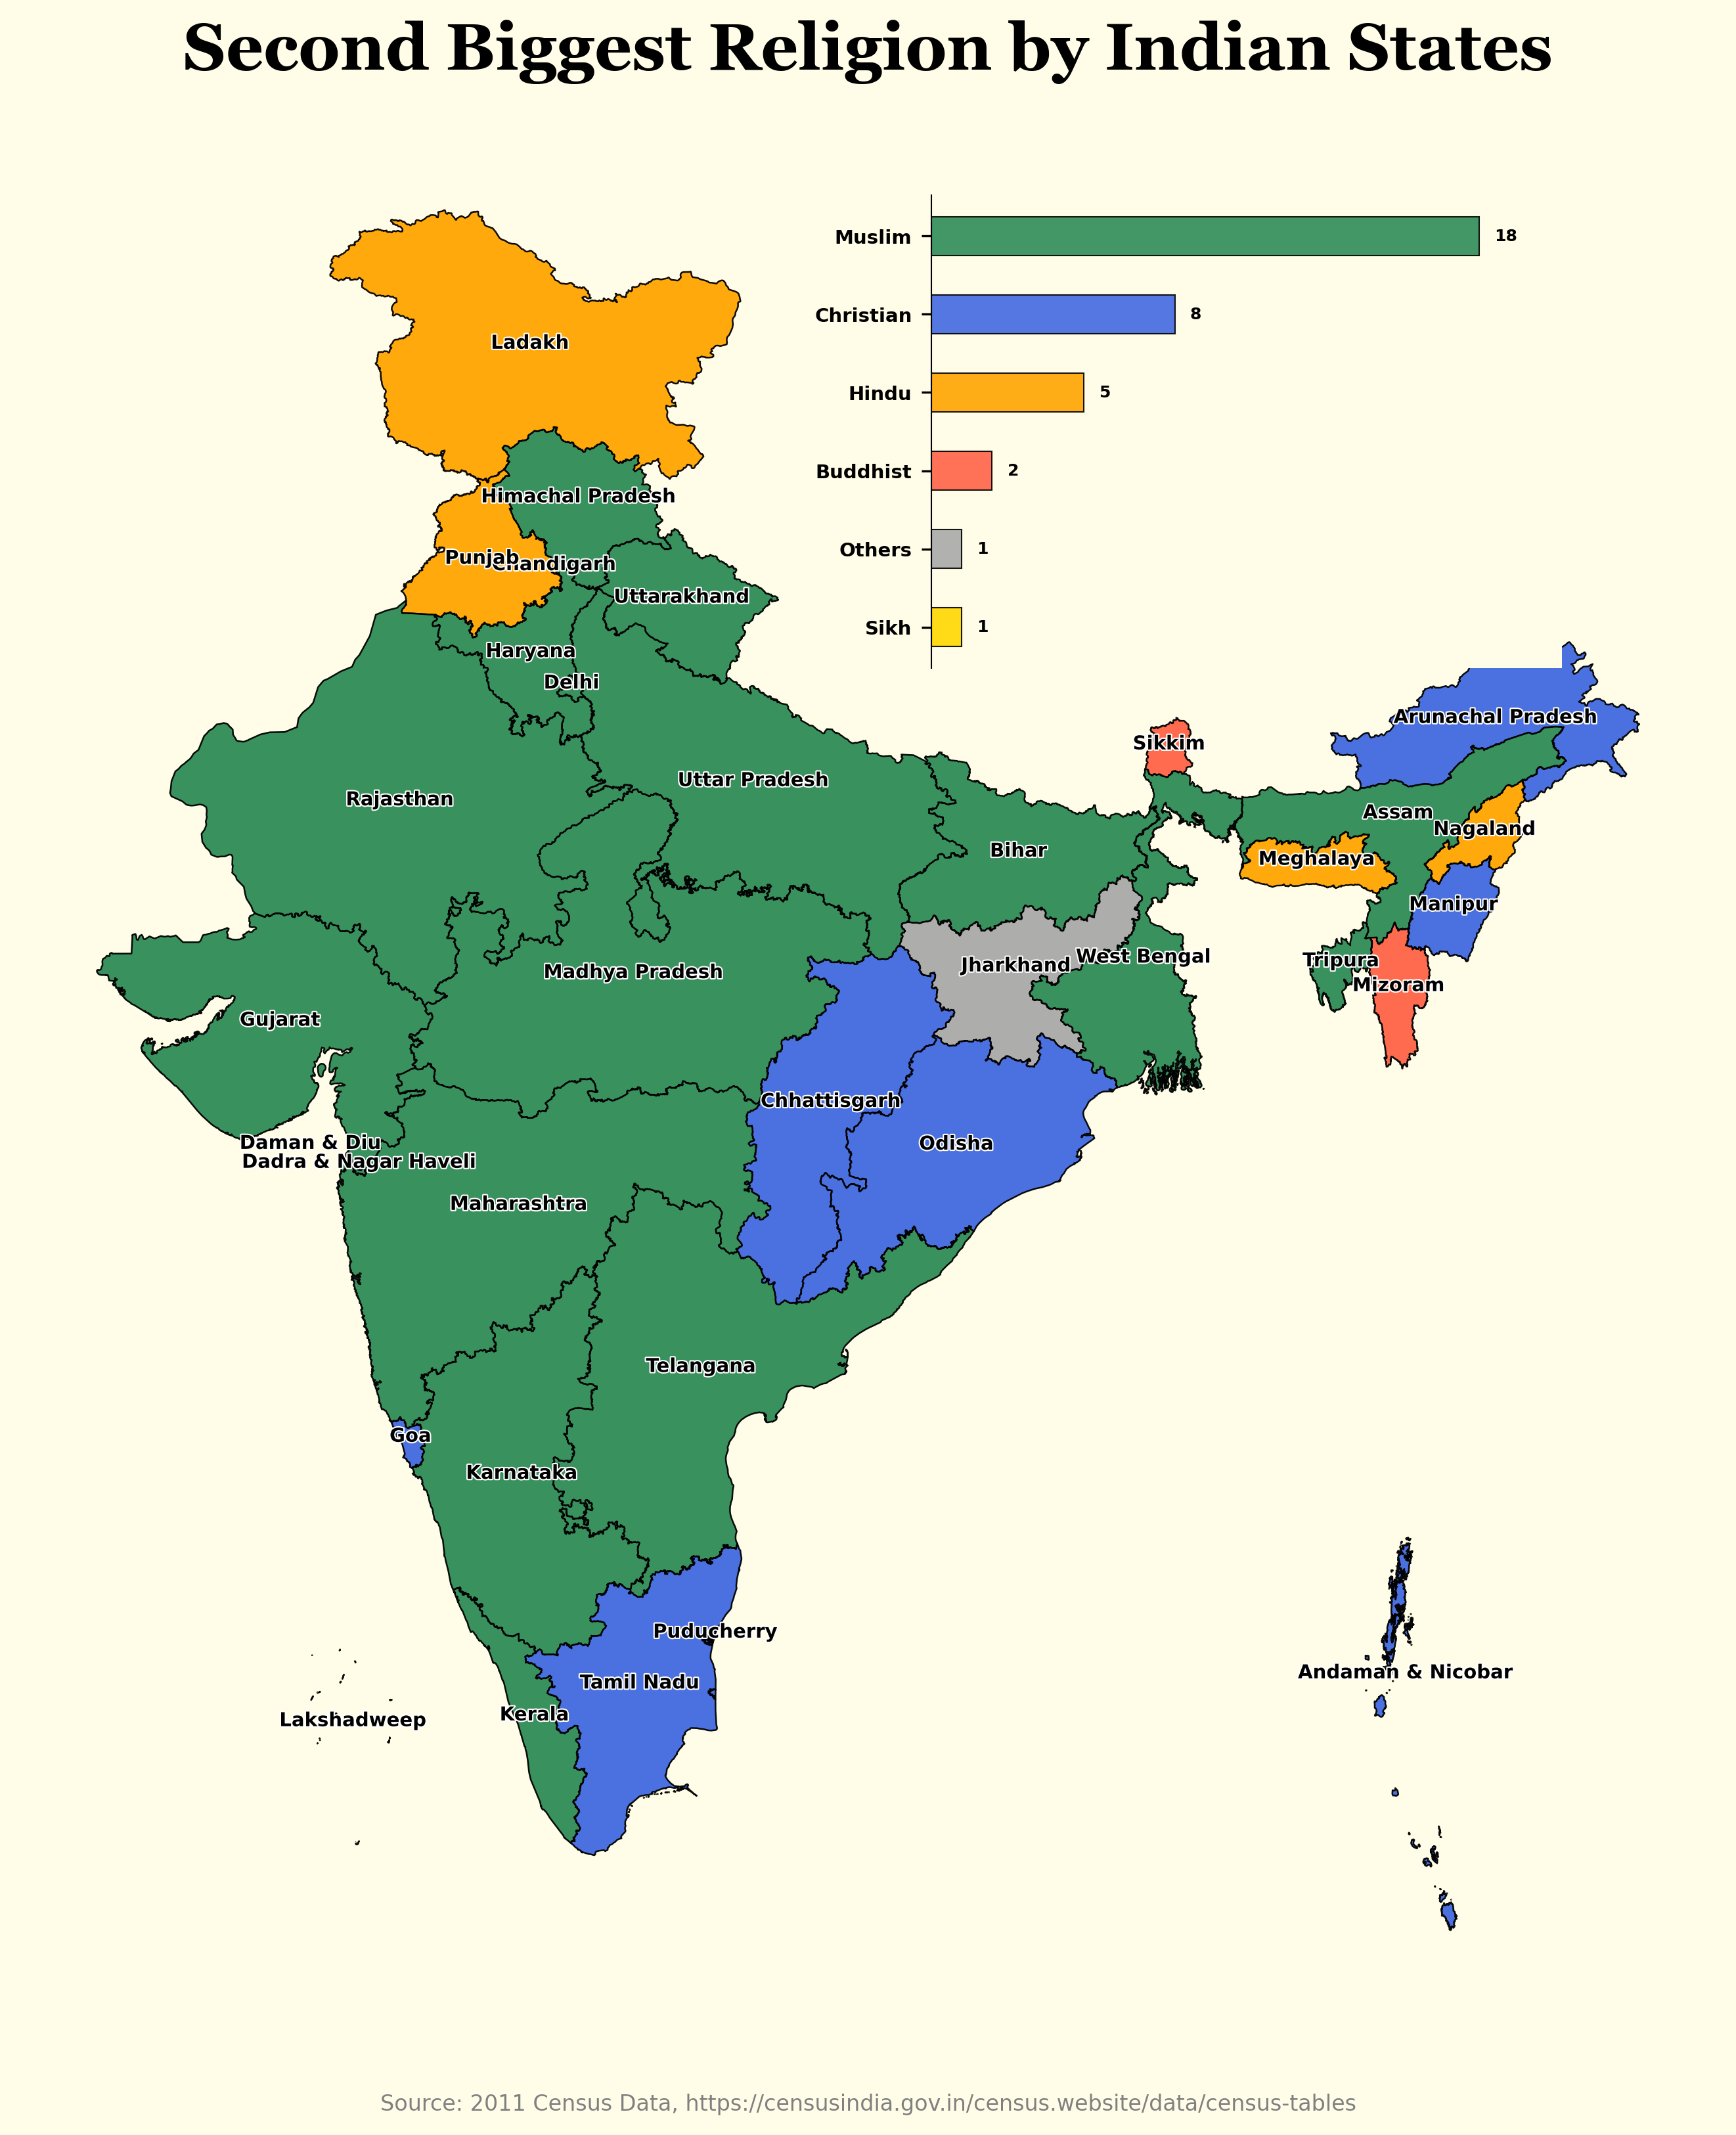 Second Biggest Religion by Indian States
Muslim 18
Christian 8
Hindu 5
Buddhist 2
Others 1
Sikh 1
Ladakh
Himachal Pradesh
Punjab
Chandigarh
Uttarakhand
Haryana
Delhi
Arunachal Pradesh
Sikkim
Uttar Pradesh
Rajasthan
Assam
Nagaland
Bihar
Meghalaya
Manipur
West Bengal
Tripura
Jharkhand
Madhya Pradesh
Mizoram
Gujarat
Chhattisgarh
Daman & Diu
Odisha
Dadra & Nagar Haveli
Maharashtra
Telangana
Goa
Karnataka
Puducherry
Andaman & Nicobar
Tamil Nadu
Kerala
Lakshadweep
Source: 2011 Census Data, https://censusindia.gov.in/census.website/data/census-tables